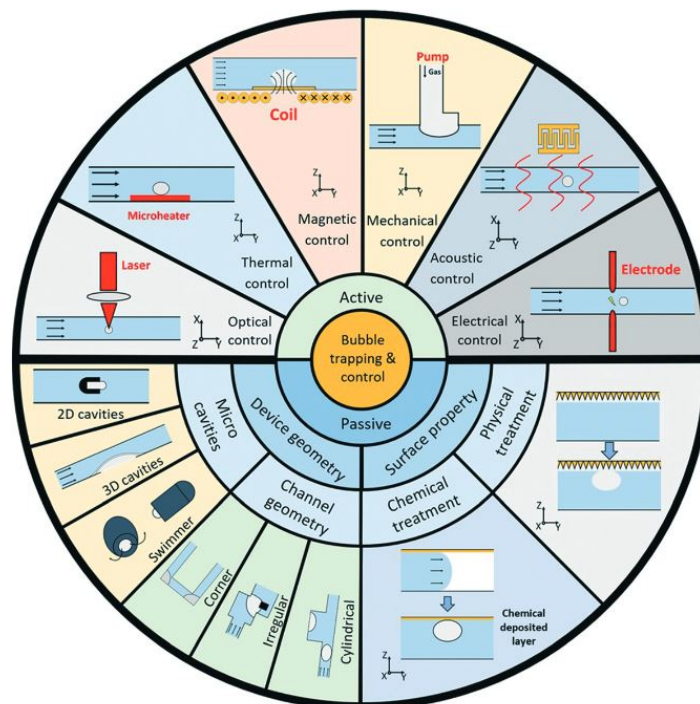 Pump
Gas
Coil
Microheater
Magnetic
control
Mechanical
control
Acoustic
control
Thermal
control
Laser
Electrode
Optical
control
Active
Electrical
control
Bubble
trapping &
control
Passive
2D cavities
3D cavities
Swimmer
Micro
cavities
Device geometry
Surface property
Physical
treatment
Channel
geometry
Chemical
treatment
Corner
Irregular
Cylindrical
Chemical
deposited
layer
Z
X
Y
Z
X
Y
Z
X
Y
X
Z
Y
X
Z
Y
X
Z
Y
Z
X
Y
Z
X
Y